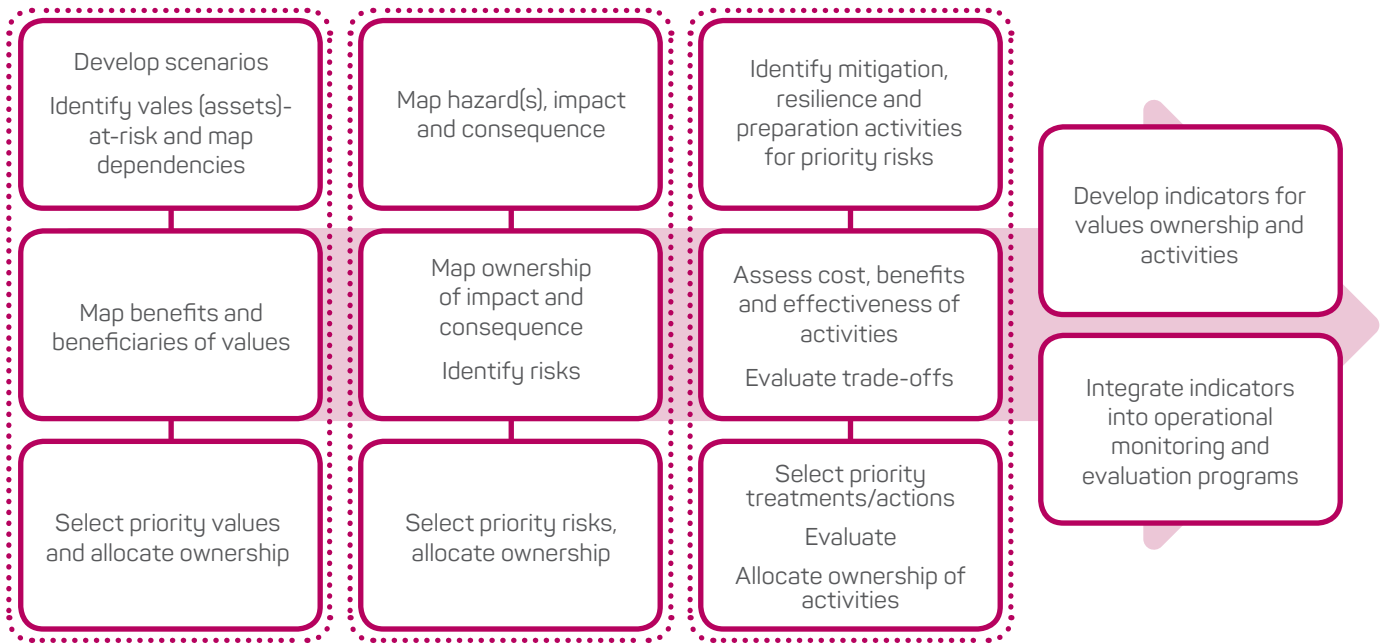 Develop scenarios
Identify vales (assets)-
at-risk and map
dependencies
Map benefits and
beneficiaries of values
Select priority values
and allocate ownership
Map hazard(s), impact
and consequence
Map ownership
of impact and
consequence
Identify risks
Select priority risks,
allocate ownership
Identify mitigation,
resilience and
preparation activities
for priority risks
Assess cost, benefits
and effectiveness of
activities
Evaluate trade-offs
Select priority
treatments/actions
Evaluate
Allocate ownership of
activities
Develop indicators for
values ownership and
activities
Integrate indicators
into operational
monitoring and
evaluation programs